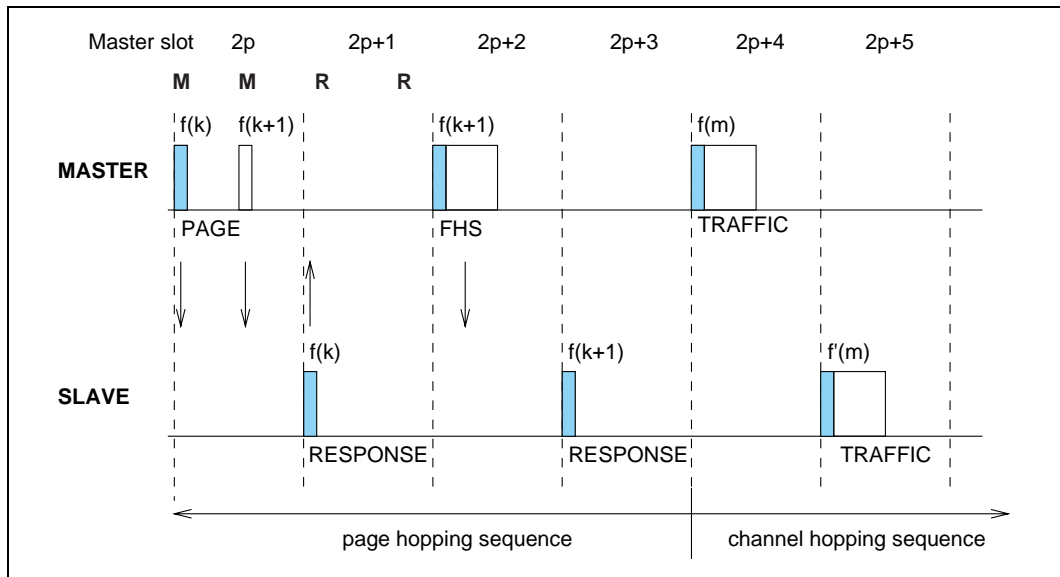 Master slot 2p 2p+1 2p+2 2p+3 2p+4 2p+5
M M R R
f(k) f(k+1) f(k+1) f(m)
MASTER
PAGE FHS TRAFFIC
f(k) f(k+1) f'(m)
SLAVE
RESPONSE RESPONSE TRAFFIC
page hopping sequence channel hopping sequence